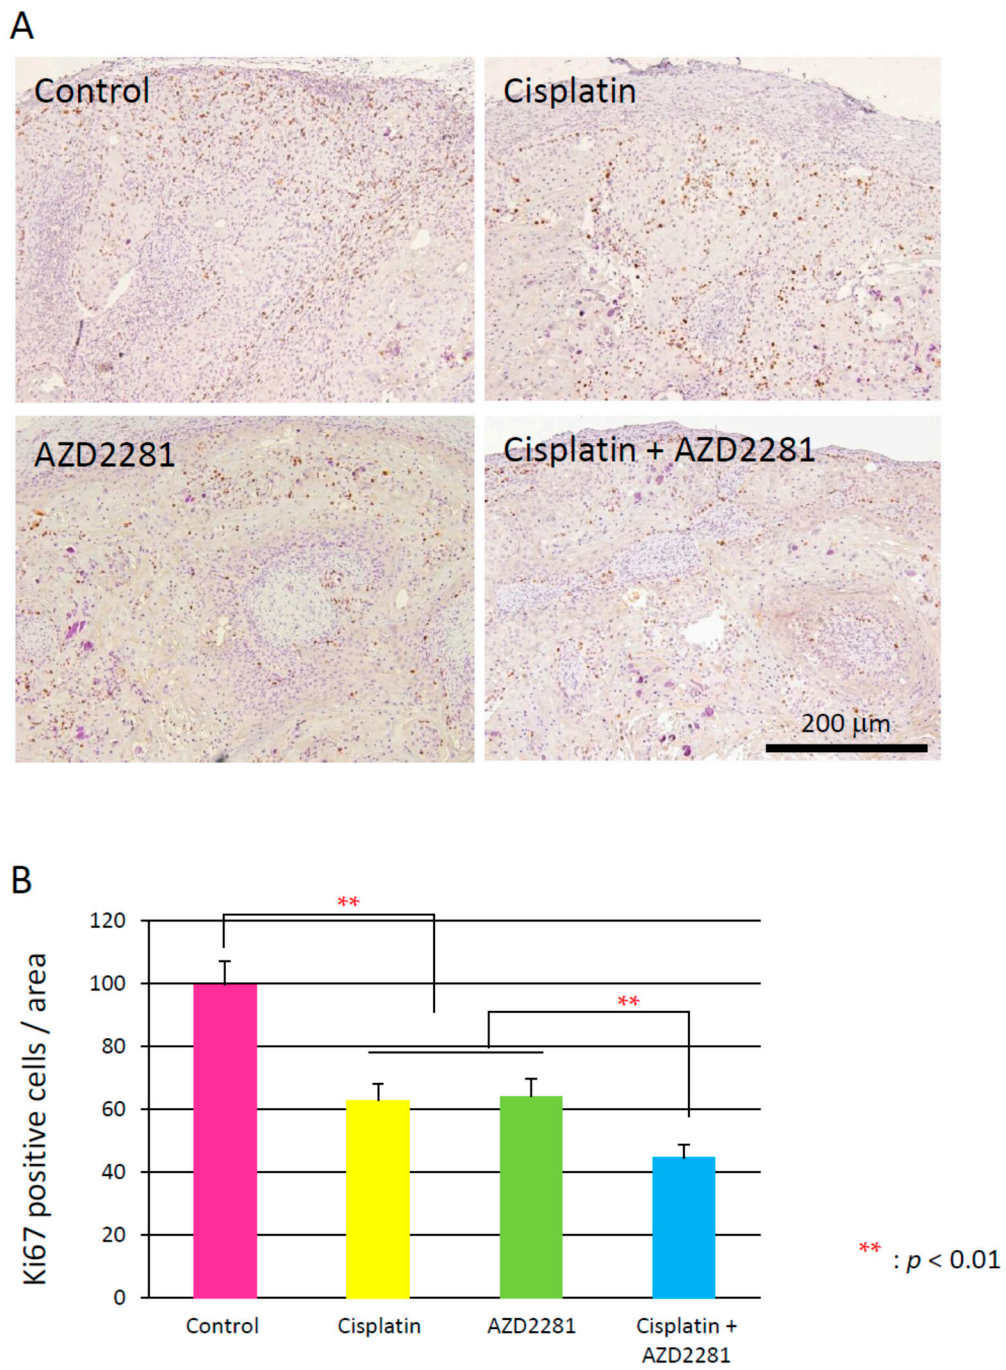 A
Control
Cisplatin
AZD2281
Cisplatin + AZD2281
200 μm
B
Ki67 positive cells / area
120
100
80
60
40
20
0
**
**
Control
Cisplatin
AZD2281
Cisplatin +
AZD2281
** : p < 0.01